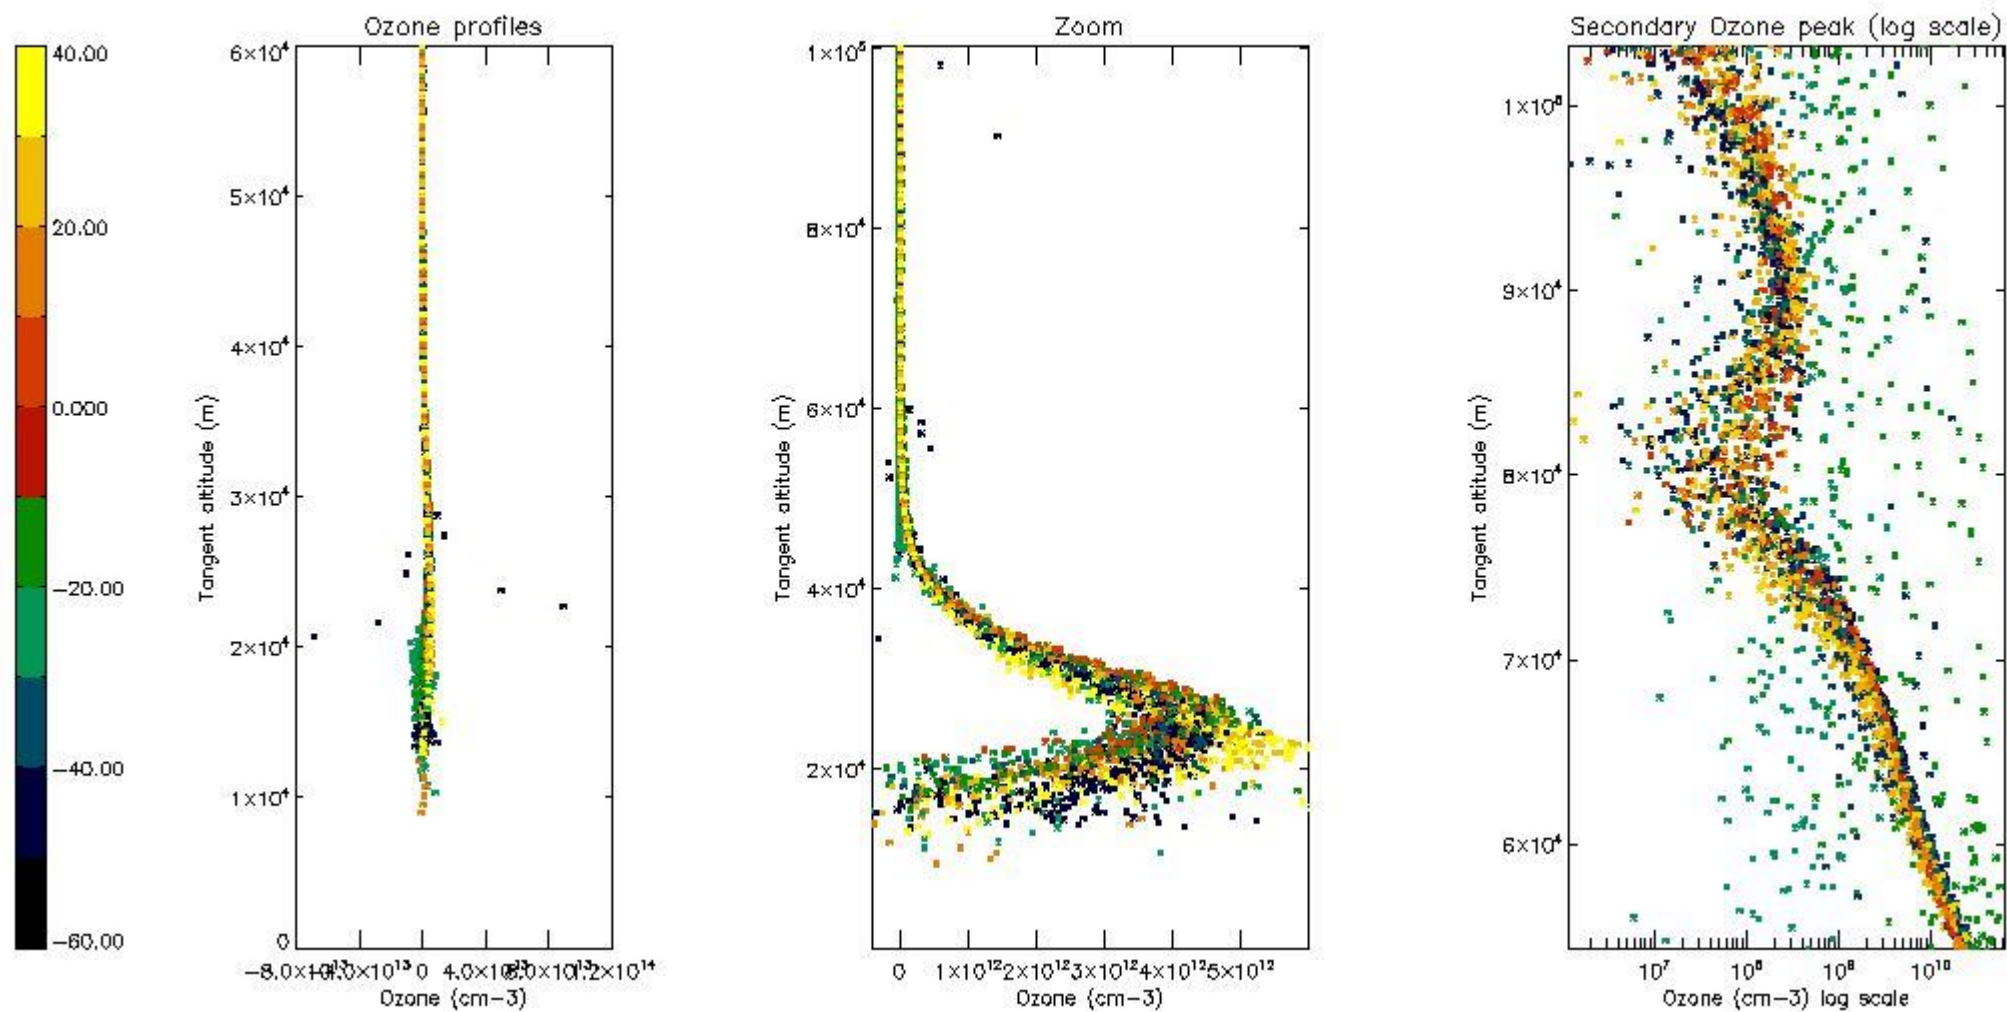 Ozone profiles
Zoom
Secondary Ozone peak (log scale)
40.00
20.00
0.000
−20.00
−40.00
−60.00
6×10⁴
5×10⁴
4×10⁴
3×10⁴
2×10⁴
1×10⁴
0
Tangent altitude (m)
0
Ozone (cm−3)
1×10⁵
8×10⁴
6×10⁴
4×10⁴
2×10⁴
Tangent altitude (m)
0 1×10¹² 2×10¹² 3×10¹² 4×10¹² 5×10¹²
Ozone (cm−3)
9×10⁴
8×10⁴
7×10⁴
6×10⁴
Tangent altitude (m)
10⁷ 10⁸ 10⁹ 10¹⁰
Ozone (cm−3) log scale